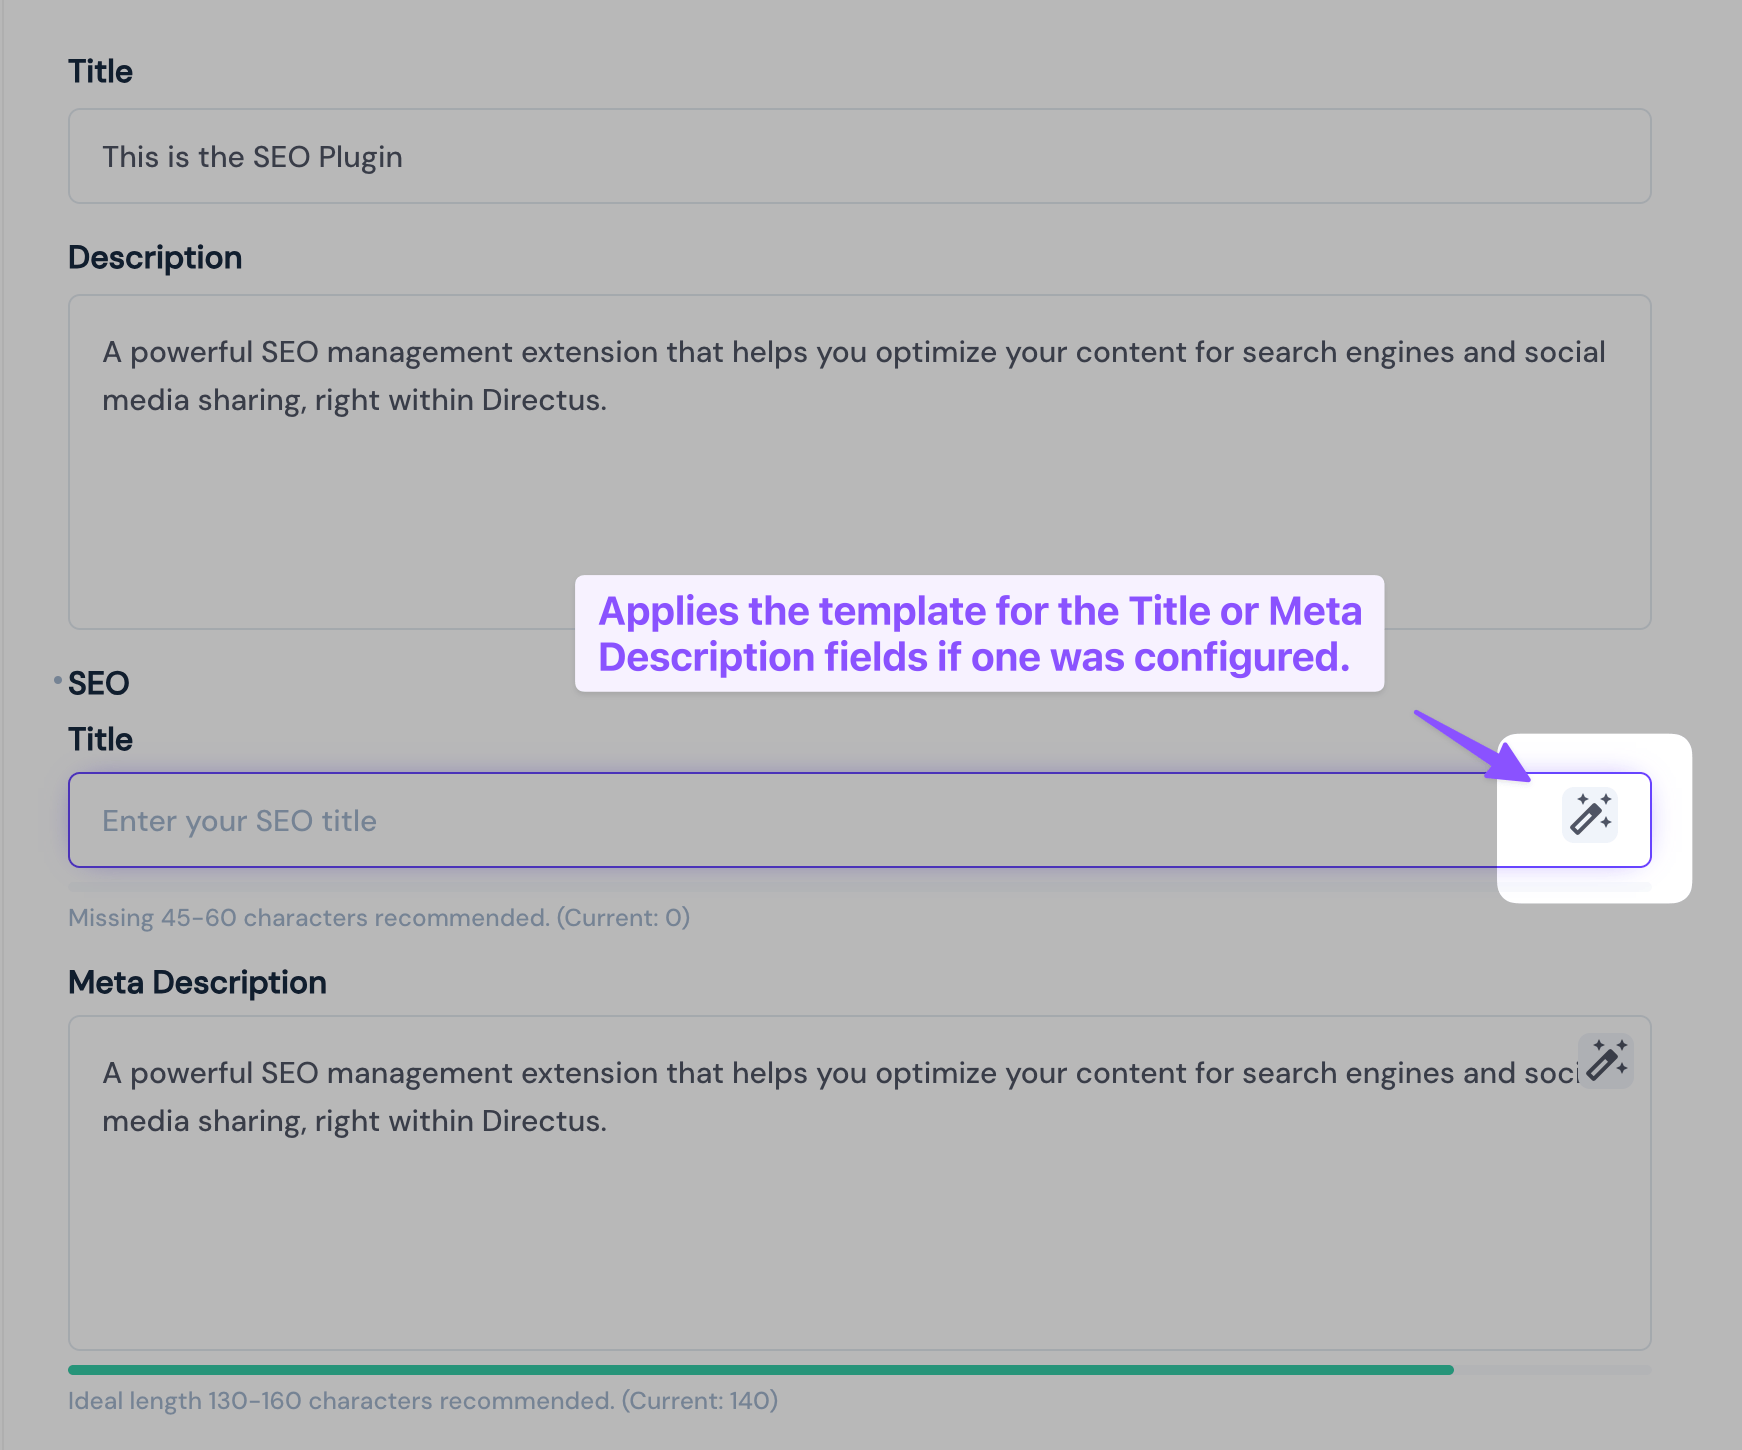 Title
This is the SEO Plugin
Description
A powerful SEO management extension that helps you optimize your content for search engines and social
media sharing, right within Directus.
Applies the template for the Title or Meta
Description fields if one was configured.
SEO
Title
Enter your SEO title
Missing 45-60 characters recommended. (Current: 0)
Meta Description
A powerful SEO management extension that helps you optimize your content for search engines and soci
media sharing, right within Directus.
Ideal length 130-160 characters recommended. (Current: 140)